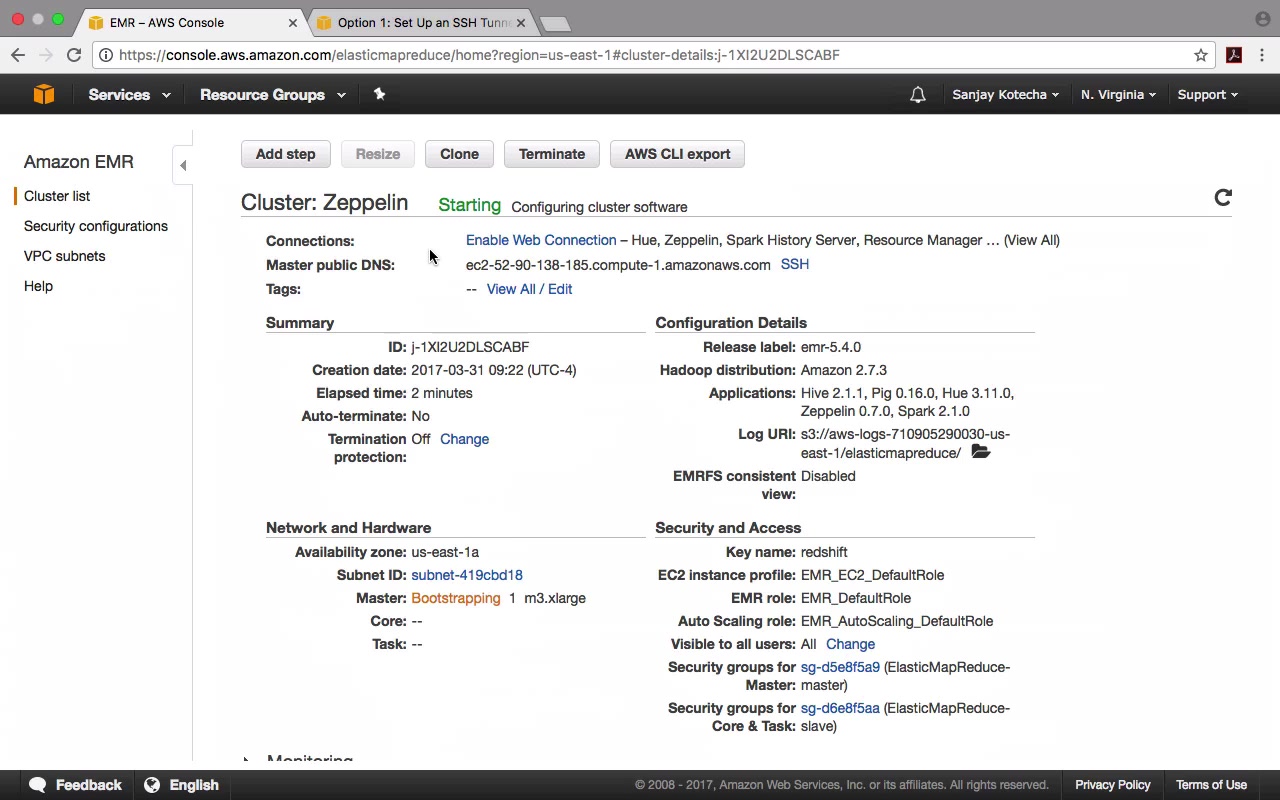 EMR – AWS Console
Option 1: Set Up an SSH Tunne
https://console.aws.amazon.com/elasticmapreduce/home?region=us-east-1#cluster-details:j-1XI2U2DLSCABF
Services Resource Groups Sanjay Kotecha N. Virginia Support
Amazon EMR
Cluster list
Security configurations
VPC subnets
Help
Add step Resize Clone Terminate AWS CLI export
Cluster: Zeppelin Starting Configuring cluster software
Connections: Enable Web Connection – Hue, Zeppelin, Spark History Server, Resource Manager ... (View All)
Master public DNS: ec2-52-90-138-185.compute-1.amazonaws.com SSH
Tags: -- View All / Edit
Summary
ID: j-1XI2U2DLSCABF
Creation date: 2017-03-31 09:22 (UTC-4)
Elapsed time: 2 minutes
Auto-terminate: No
Termination Off Change
protection:
Configuration Details
Release label: emr-5.4.0
Hadoop distribution: Amazon 2.7.3
Applications: Hive 2.1.1, Pig 0.16.0, Hue 3.11.0,
Zeppelin 0.7.0, Spark 2.1.0
Log URI: s3://aws-logs-710905290030-us-
east-1/elasticmapreduce/
EMRFS consistent Disabled
view:
Network and Hardware
Availability zone: us-east-1a
Subnet ID: subnet-419cbd18
Master: Bootstrapping 1 m3.xlarge
Core: --
Task: --
Security and Access
Key name: redshift
EC2 instance profile: EMR_EC2_DefaultRole
EMR role: EMR_DefaultRole
Auto Scaling role: EMR_AutoScaling_DefaultRole
Visible to all users: All Change
Security groups for sg-d5e8f5a9 (ElasticMapReduce-
Master: master)
Security groups for sg-d6e8f5aa (ElasticMapReduce-
Core & Task: slave)
Monitoring
Feedback English © 2008 - 2017, Amazon Web Services, Inc. or its affiliates. All rights reserved. Privacy Policy Terms of Use